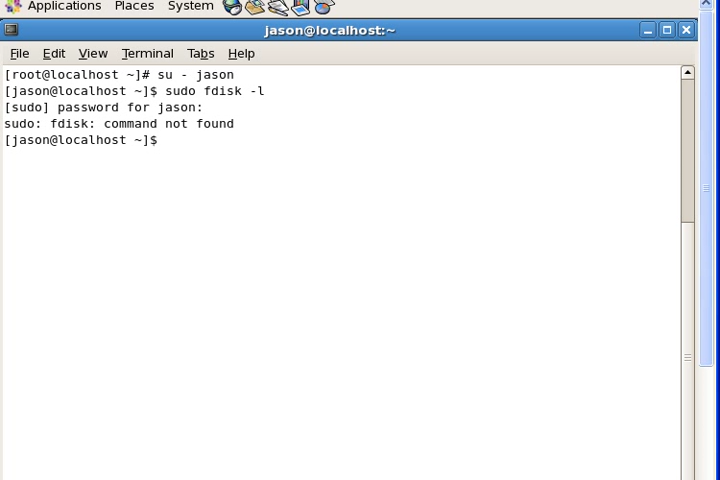 Applications Places System
jason@localhost:~
File Edit View Terminal Tabs Help
[root@localhost ~]# su - jason
[jason@localhost ~]$ sudo fdisk -l
[sudo] password for jason:
sudo: fdisk: command not found
[jason@localhost ~]$